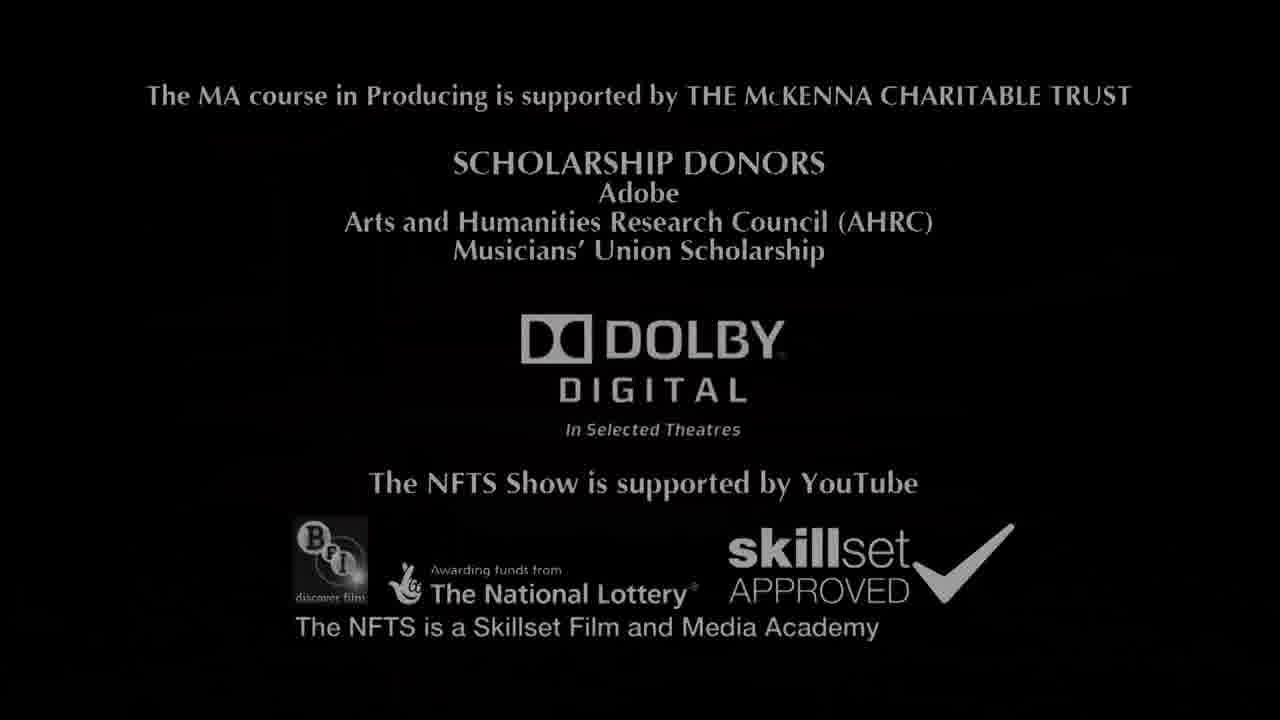 The MA course in Producing is supported by THE McKENNA CHARITABLE TRUST
SCHOLARSHIP DONORS
Adobe
Arts and Humanities Research Council (AHRC)
Musicians’ Union Scholarship
DOLBY
DIGITAL
In Selected Theatres
The NFTS Show is supported by YouTube
BFI
discover film
Awarding funds from
The National Lottery®
skillset
APPROVED
The NFTS is a Skillset Film and Media Academy